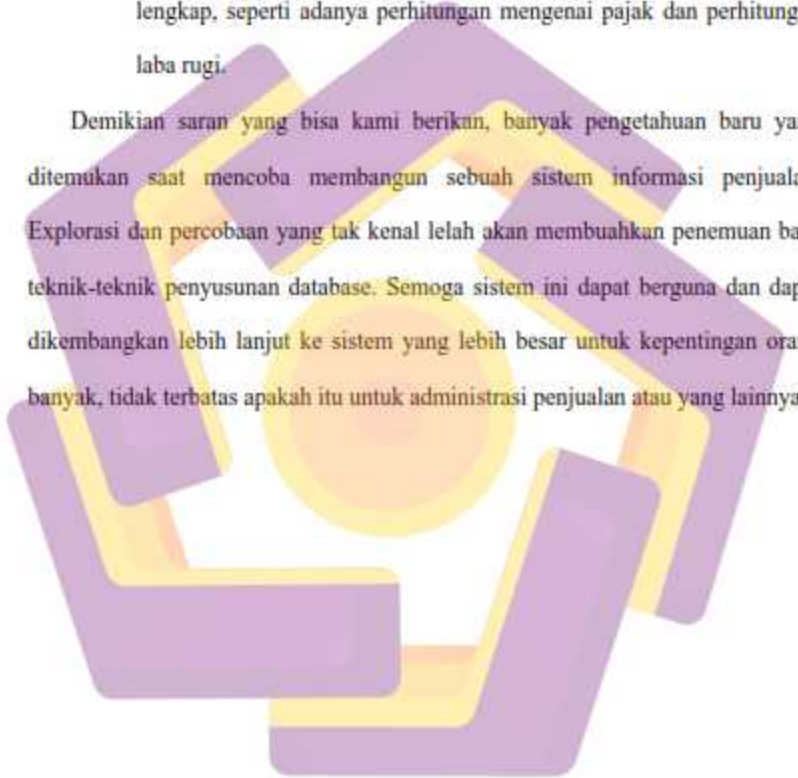 lengkap, seperti adanya perhitungan mengenai pajak dan perhitung
laba rugi.
Demikian saran yang bisa kami berikan, banyak pengetahuan baru ya
ditemukan saat mencoba membangun sebuah sistem informasi penjuala
Explorasi dan percobaan yang tak kenal lelah akan membuahkan penemuan ba
teknik-teknik penyusunan database. Semoga sistem ini dapat berguna dan dap
dikembangkan lebih lanjut ke sistem yang lebih besar untuk kepentingan ora
banyak, tidak terbatas apakah itu untuk administrasi penjualan atau yang lainnya